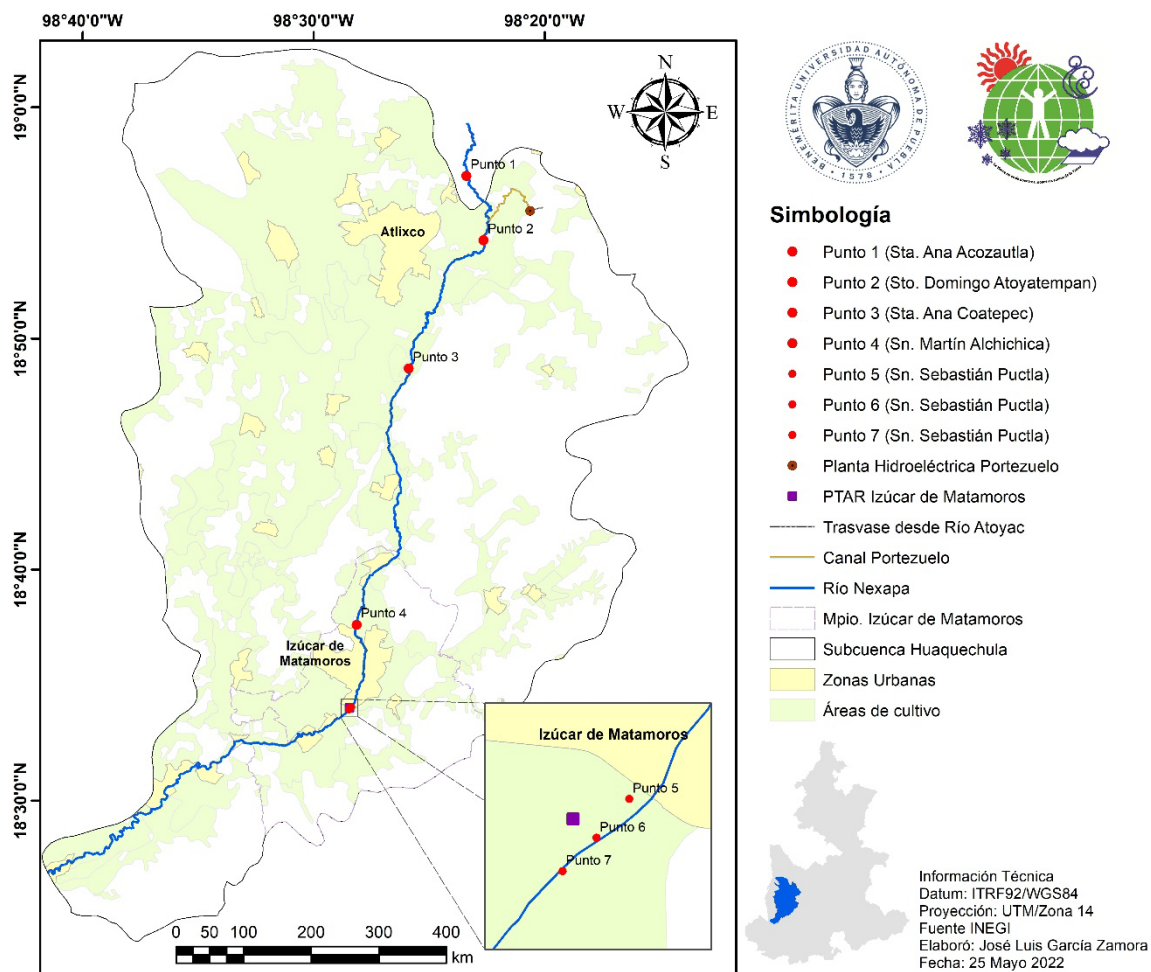 98°40'0"W 98°30'0"W 98°20'0"W
19°0'0"N
18°50'0"N
18°40'0"N
18°30'0"N
N
W E
S
Punto 1
Punto 2
Atlixco
Punto 3
Punto 4
Izúcar de
Matamoros
Izúcar de Matamoros
Punto 5
Punto 6
Punto 7
0 50 100 200 300 400
km
BENEMÉRITA UNIVERSIDAD AUTÓNOMA DE PUEBLA
1578
Simbología
Punto 1 (Sta. Ana Acozautla)
Punto 2 (Sto. Domingo Atoyatempan)
Punto 3 (Sta. Ana Coatepec)
Punto 4 (Sn. Martín Alchichica)
Punto 5 (Sn. Sebastián Puctla)
Punto 6 (Sn. Sebastián Puctla)
Punto 7 (Sn. Sebastián Puctla)
Planta Hidroeléctrica Portezuelo
PTAR Izúcar de Matamoros
Trasvase desde Río Atoyac
Canal Portezuelo
Río Nexapa
Mpio. Izúcar de Matamoros
Subcuenca Huaquechula
Zonas Urbanas
Áreas de cultivo
Información Técnica
Datum: ITRF92/WGS84
Proyección: UTM/Zona 14
Fuente INEGI
Elaboró: José Luis García Zamora
Fecha: 25 Mayo 2022